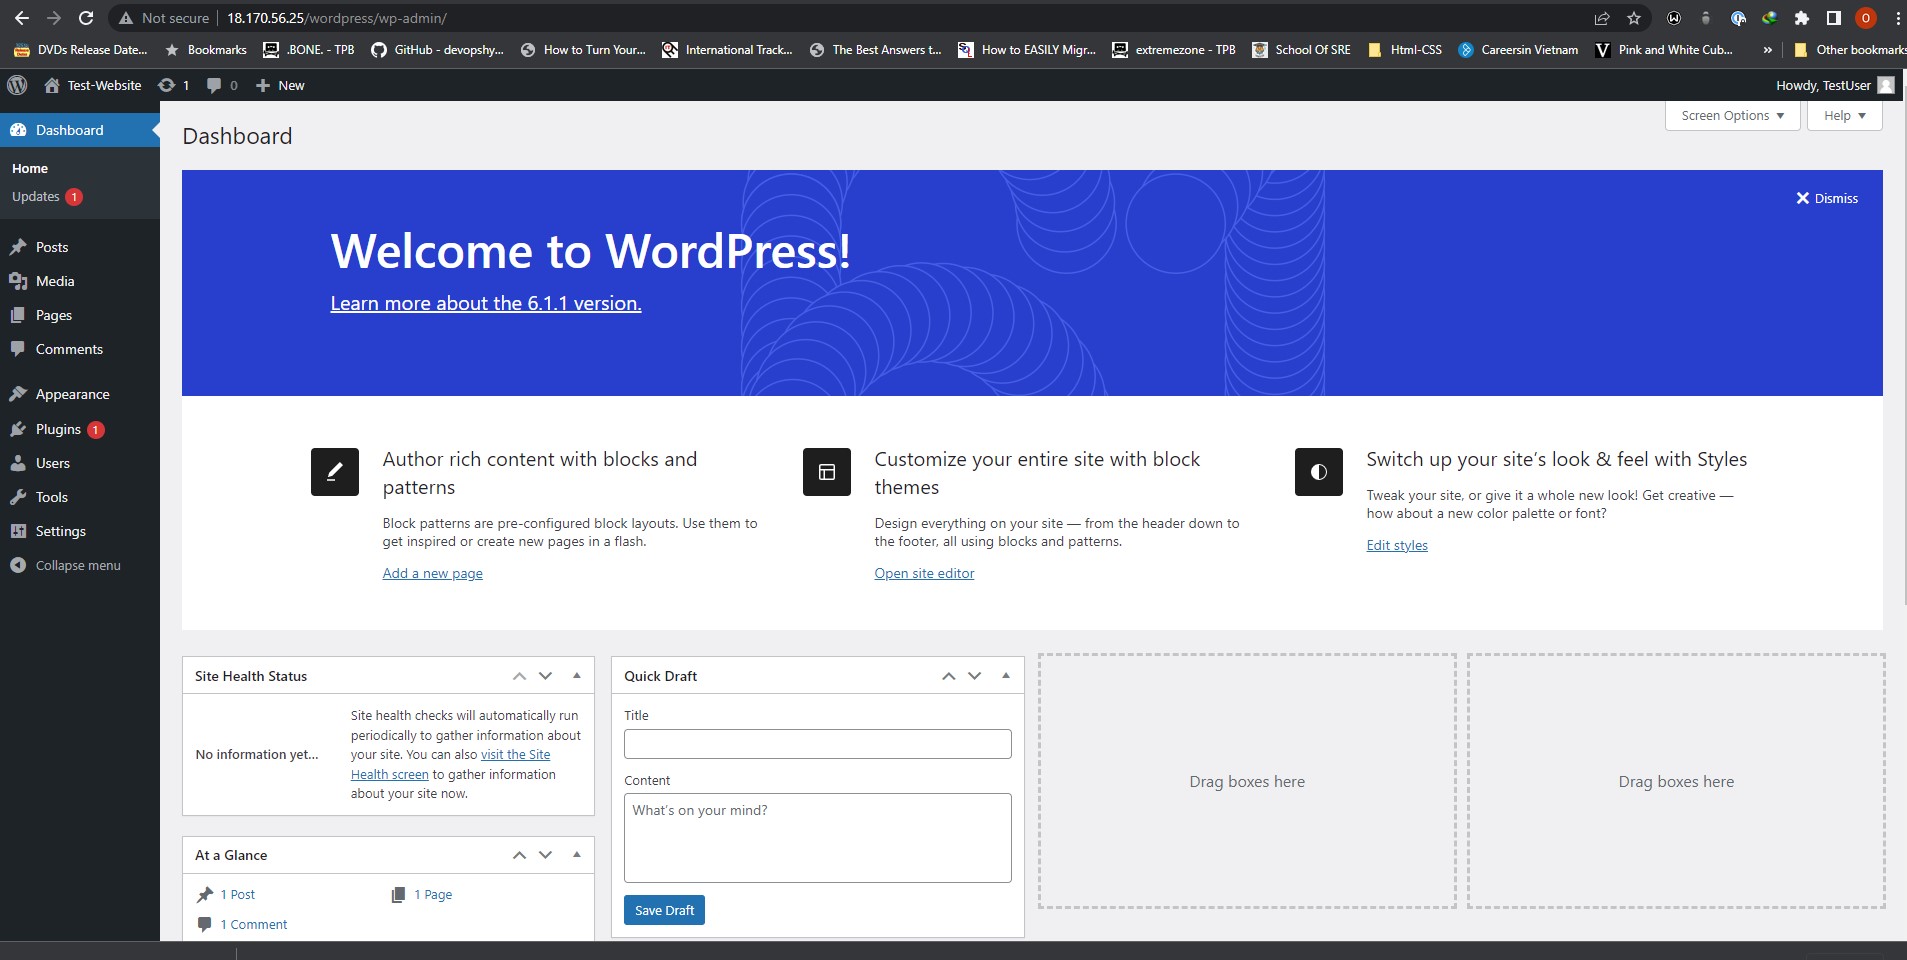 Not secure 18.170.56.25/wordpress/wp-admin/
O
DVDs Release Date... Bookmarks .BONE. - TPB GitHub - devopshy... How to Turn Your... International Track... The Best Answers t... How to EASILY Migr... extremezone - TPB School Of SRE Html-CSS Careersin Vietnam Pink and White Cub... » Other bookmarks
Test-Website 1 0 New Howdy, TestUser
Screen Options Help
Dashboard
Home
Updates 1
Posts
Media
Pages
Comments
Appearance
Plugins 1
Users
Tools
Settings
Collapse menu
Dashboard
Dismiss
Welcome to WordPress!
Learn more about the 6.1.1 version.
Author rich content with blocks and
patterns
Block patterns are pre-configured block layouts. Use them to
get inspired or create new pages in a flash.
Add a new page
Customize your entire site with block
themes
Design everything on your site — from the header down to
the footer, all using blocks and patterns.
Open site editor
Switch up your site’s look & feel with Styles
Tweak your site, or give it a whole new look! Get creative —
how about a new color palette or font?
Edit styles
Site Health Status
No information yet...
Site health checks will automatically run
periodically to gather information about
your site. You can also visit the Site
Health screen to gather information
about your site now.
At a Glance
1 Post 1 Page
1 Comment
Quick Draft
Title
Content
What’s on your mind?
Save Draft
Drag boxes here
Drag boxes here